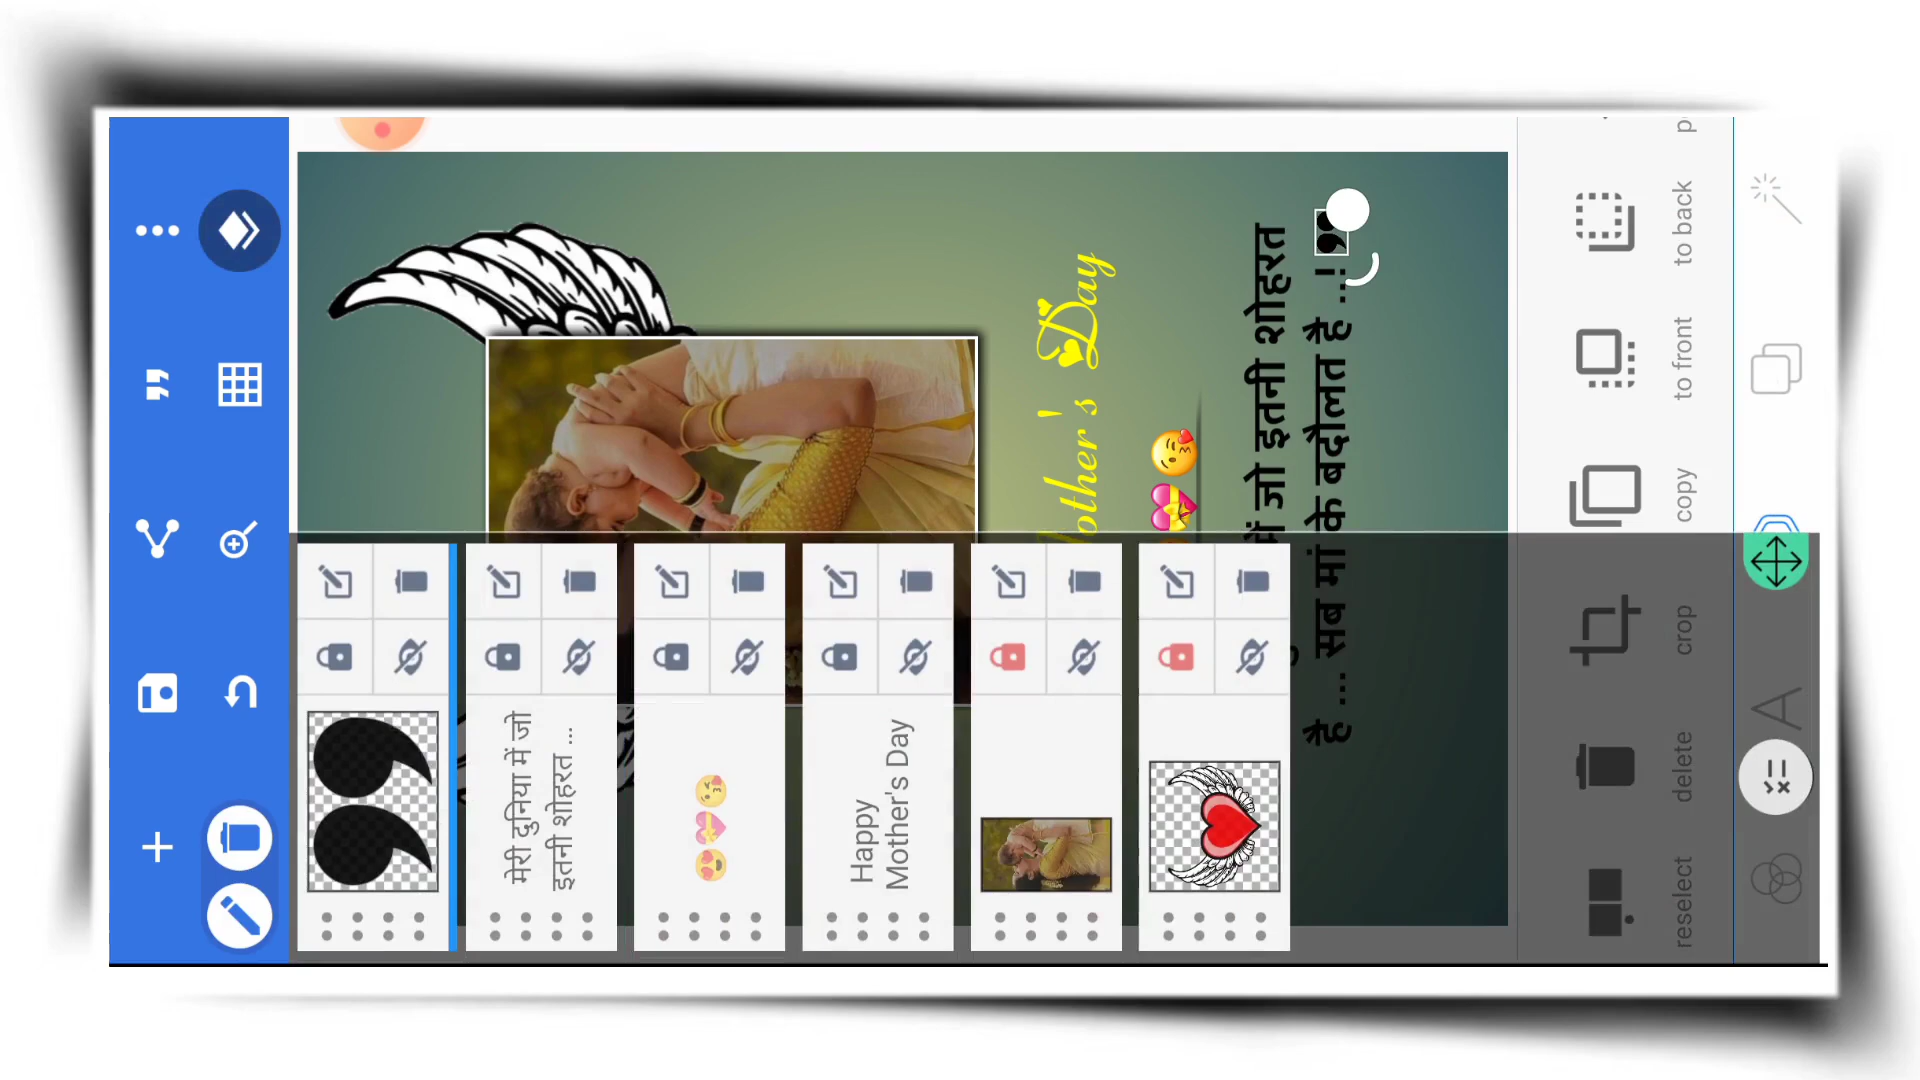 Mother's Day
में जो इतनी शोहरत
है ... सब मां के बदौलत है ..!
मेरी दुनिया में जो
इतनी शोहरत ...
Happy
Mother's Day
to back
to front
copy
crop
delete
reselect